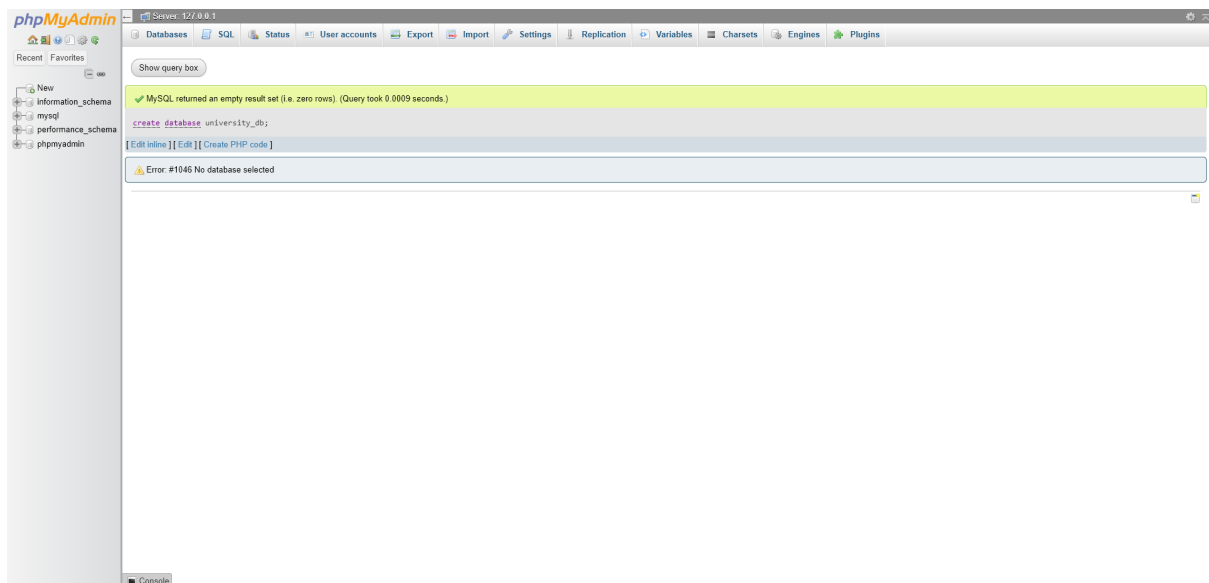 phpMyAdmin
Server: 127.0.0.1
Databases SQL Status User accounts Export Import Settings Replication Variables Charsets Engines Plugins
Recent Favorites
New
information_schema
mysql
performance_schema
phpmyadmin
Show query box
MySQL returned an empty result set (i.e. zero rows). (Query took 0.0009 seconds.)
create database university_db;
[ Edit inline ] [ Edit ] [ Create PHP code ]
Error: #1046 No database selected
Console